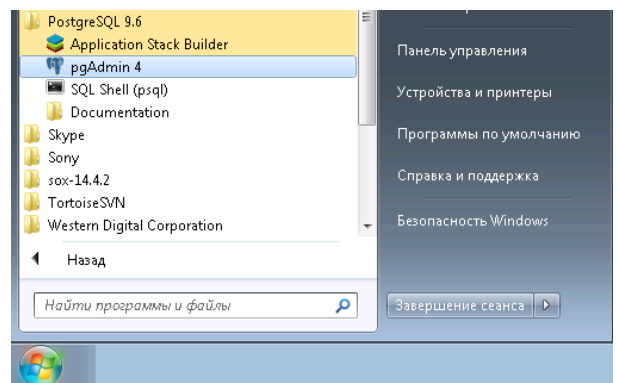 PostgreSQL 9.6
Application Stack Builder
pgAdmin 4
SQL Shell (psql)
Documentation
Skype
Sony
sox-14.4.2
TortoiseSVN
Western Digital Corporation
Назад
Найти программы и файлы
Панель управления
Устройства и принтеры
Программы по умолчанию
Справка и поддержка
Безопасность Windows
Завершение сеанса